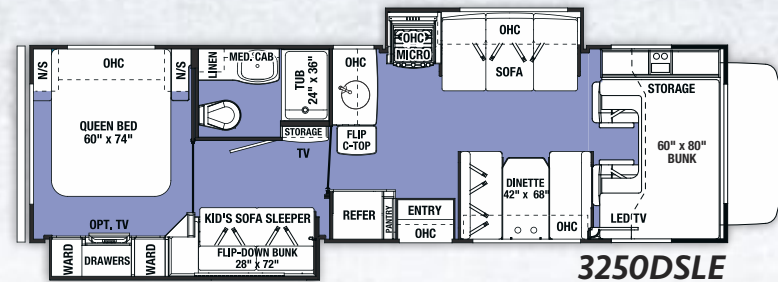 N/S
OHC
N/S
QUEEN BED
60" x 74"
OPT. TV
WARD
DRAWERS
WARD
LINEN
MED. CAB
TUB
24" x 36"
STORAGE
TV
KID'S SOFA SLEEPER
FLIP-DOWN BUNK
28" x 72"
OHC
FLIP
C-TOP
REFER
PANTRY
ENTRY
OHC
OHC
MICRO
OHC
SOFA
DINETTE
42" x 68"
OHC
STORAGE
60" x 80"
BUNK
LED TV
3250DSLE